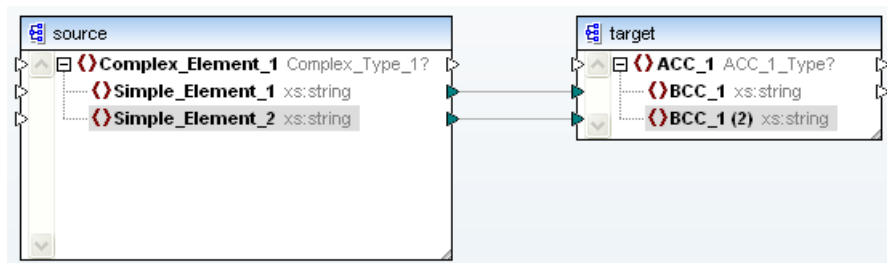 source
Complex_Element_1 Complex_Type_1?
Simple_Element_1 xs:string
Simple_Element_2 xs:string
target
ACC_1 ACC_1_Type?
BCC_1 xs:string
BCC_1 (2) xs:string